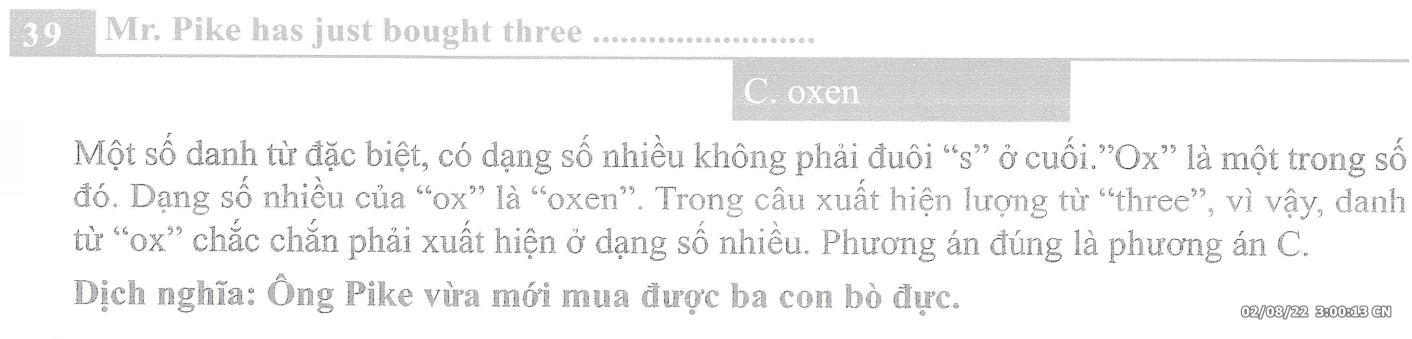 39 Mr. Pike has just bought three ........................
C. oxen
Một số danh từ đặc biệt, có dạng số nhiều không phải đuôi “s” ở cuối.”Ox” là một trong số
đó. Dạng số nhiều của “ox” là “oxen”. Trong câu xuất hiện lượng từ “three”, vì vậy, danh
từ “ox” chắc chắn phải xuất hiện ở dạng số nhiều. Phương án đúng là phương án C.
Dịch nghĩa: Ông Pike vừa mới mua được ba con bò đực.
02/08/22 3:00:13 CN